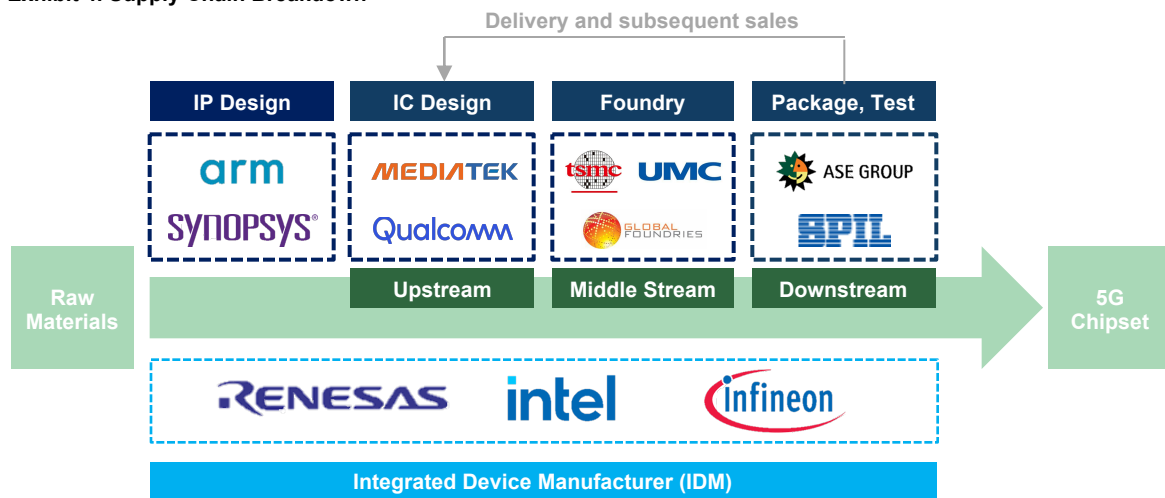 Delivery and subsequent sales
IP Design
IC Design
Foundry
Package, Test
arm
SYNOPSYS®
MEDIATEK
Qualcomm
tsmc
UMC
GLOBAL
FOUNDRIES
ASE GROUP
SPIL
Raw
Materials
Upstream
Middle Stream
Downstream
5G
Chipset
RENESAS
intel
infineon
Integrated Device Manufacturer (IDM)